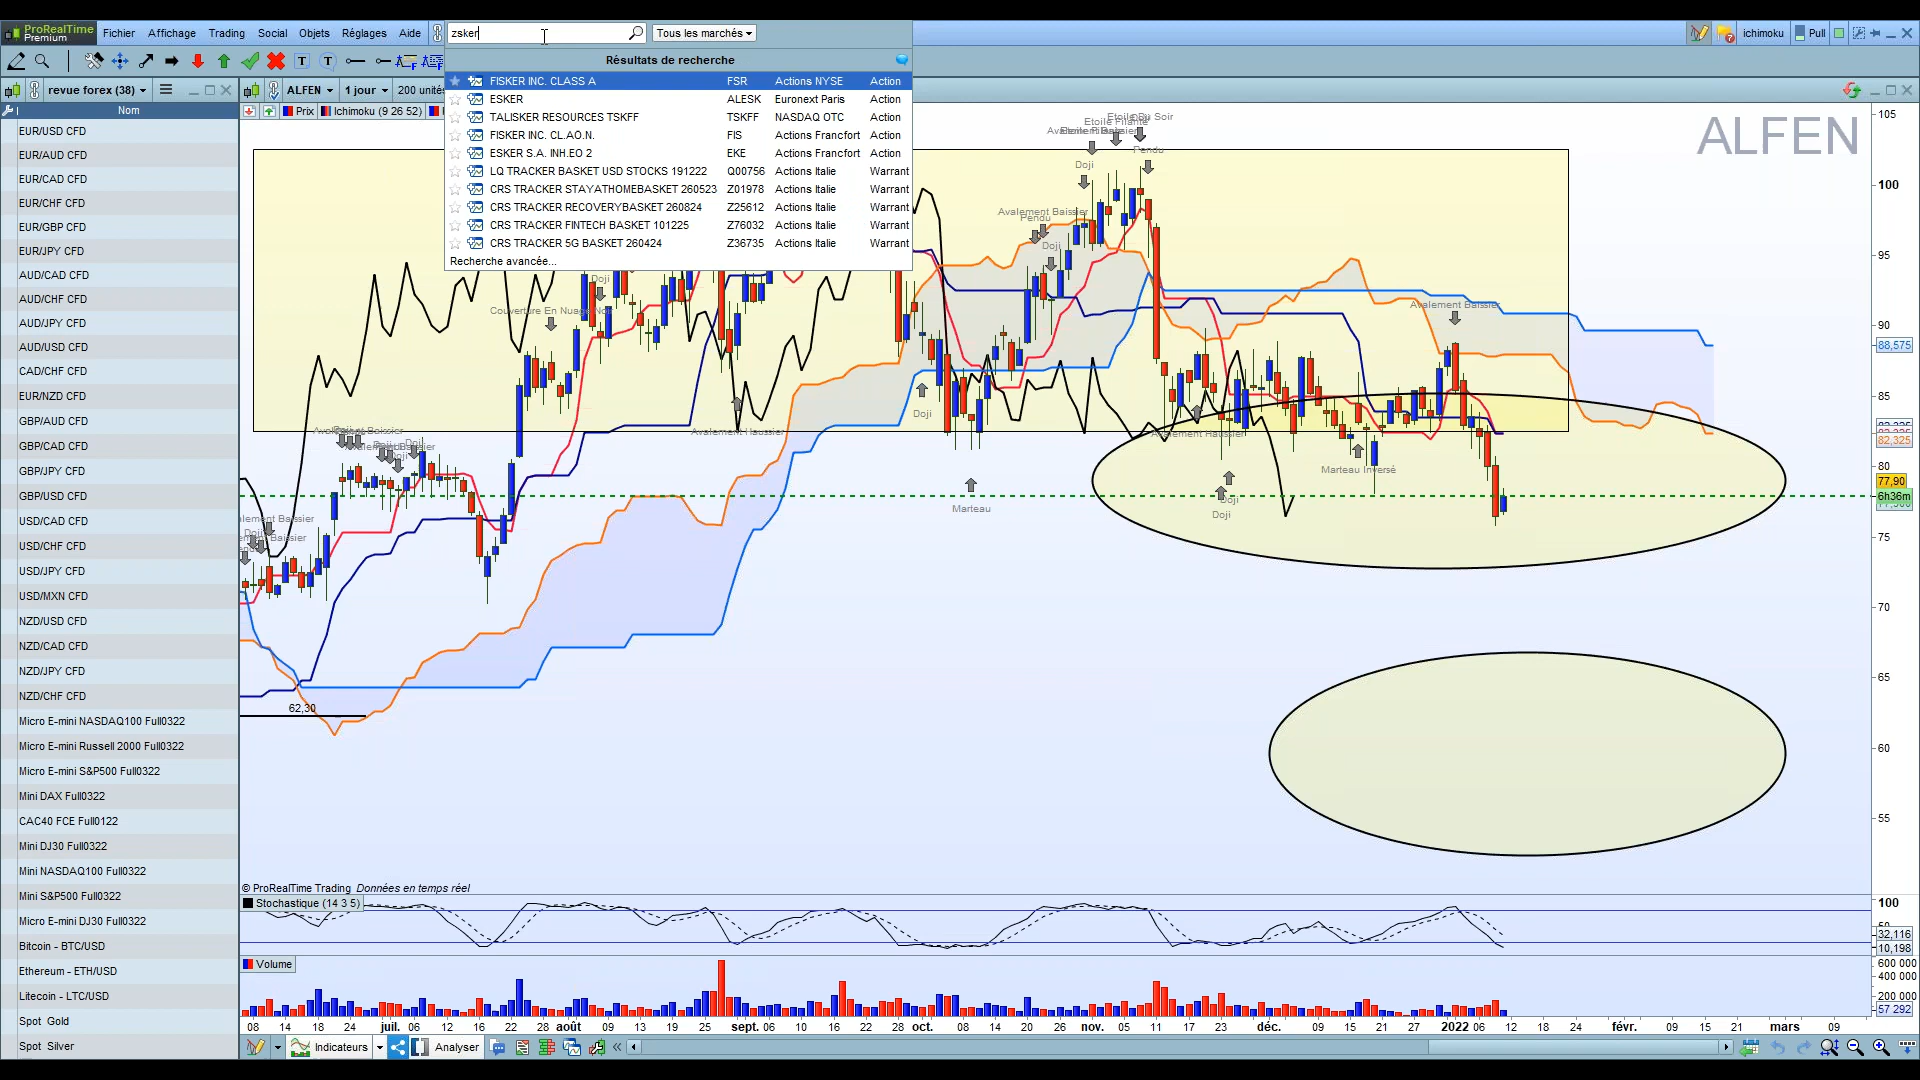 ProRealTime
Premium
Fichier Affichage Trading Social Objets Réglages Aide
zsker
Tous les marchés
ichimoku
Pull
Résultats de recherche
FISKER INC. CLASS A FSR Actions NYSE Action
ESKER ALESK Euronext Paris Action
TALISKER RESOURCES TSKFF TSKFF NASDAQ OTC Action
FISKER INC. CL.AO.N. FIS Actions Francfort Action
ESKER S.A. INH.EO 2 EKE Actions Francfort Action
LQ TRACKER BASKET USD STOCKS 191222 Q00756 Actions Italie Warrant
CRS TRACKER STAYATHOMEBASKET 260523 Z01978 Actions Italie Warrant
CRS TRACKER RECOVERYBASKET 260824 Z25612 Actions Italie Warrant
CRS TRACKER FINTECH BASKET 101225 Z76032 Actions Italie Warrant
CRS TRACKER 5G BASKET 260424 Z36735 Actions Italie Warrant
Recherche avancée...
revue forex (38)
ALFEN
1 jour
200 unités
Nom
Prix
Ichimoku (9 26 52)
EUR/USD CFD
EUR/AUD CFD
EUR/CAD CFD
EUR/CHF CFD
EUR/GBP CFD
EUR/JPY CFD
AUD/CAD CFD
AUD/CHF CFD
AUD/JPY CFD
AUD/USD CFD
CAD/CHF CFD
EUR/NZD CFD
GBP/AUD CFD
GBP/CAD CFD
GBP/JPY CFD
GBP/USD CFD
USD/CAD CFD
USD/CHF CFD
USD/JPY CFD
USD/MXN CFD
NZD/USD CFD
NZD/CAD CFD
NZD/JPY CFD
NZD/CHF CFD
Micro E-mini NASDAQ100 Full0322
Micro E-mini Russell 2000 Full0322
Micro E-mini S&P500 Full0322
Mini DAX Full0322
CAC40 FCE Full0122
Mini DJ30 Full0322
Mini NASDAQ100 Full0322
Mini S&P500 Full0322
Micro E-mini DJ30 Full0322
Bitcoin - BTC/USD
Ethereum - ETH/USD
Litecoin - LTC/USD
Spot Gold
Spot Silver
ALFEN
Etoile Du Soir
Etoile Filante
Pendu
Doji
Avalement Baissier
Pendu
Doji
Doji
Couverture En Nuage Noir
Avalement Baissier
Avalement Haussier
Doji
Marteau
Avalement Haussier
Doji
Doji
Marteau Inversé
62,30
105
100
95
90
88,575
85
82,325
80
77,90
6h36m
75
70
65
60
55
© ProRealTime Trading Données en temps réel
Stochastique (14 3 5)
100
32,116
10,198
Volume
600 000
400 000
200 000
57 292
08 14 18 24 juil. 06 12 16 22 28 août 09 13 19 25 sept. 06 10 16 22 28 oct. 08 14 20 26 nov. 05 11 17 23 déc. 09 15 21 27 2022 06 12 18 24 févr. 09 15 21 mars 09
Indicateurs
Analyser